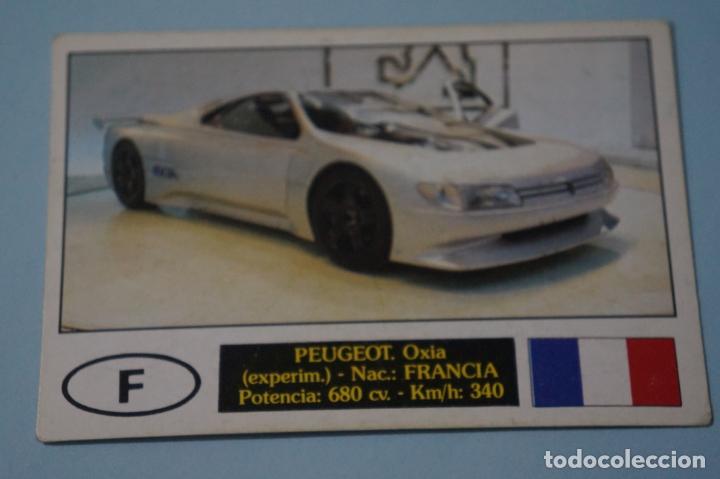 F
PEUGEOT. Oxia
(experim.) - Nac.: FRANCIA
Potencia: 680 cv. - Km/h: 340
todocoleccion